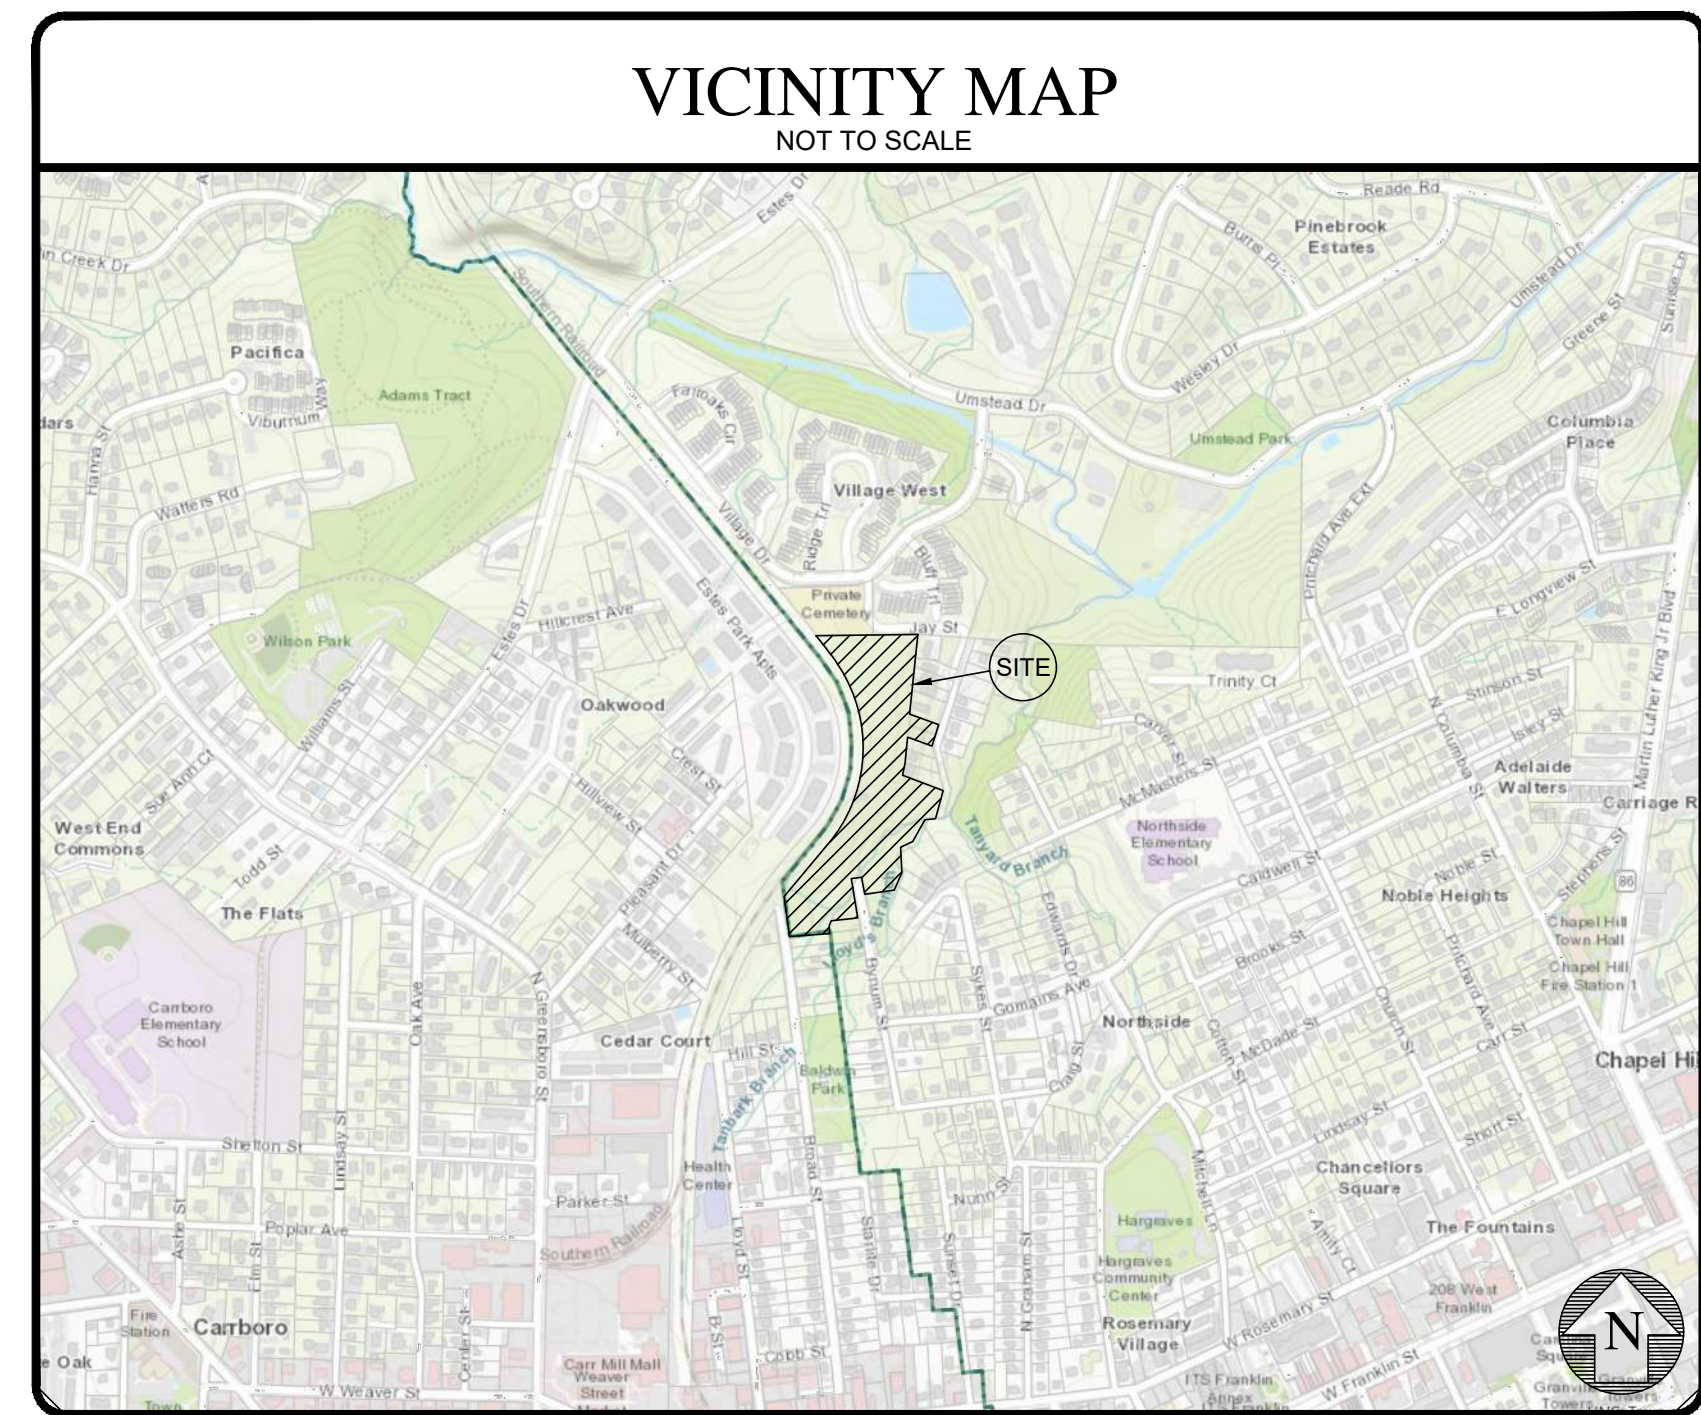 VICINITY MAP
NOT TO SCALE
Reade Rd
Estes Dr
Pinebrook
Estates
Burris Pl
Umstead Dr
Greene St
Southern Railroad
Pacifica
Adams Tract
Way
Viburnum
Hanna St
Watters Rd
Fairoaks Cir
Wesley Dr
Umstead Dr
Umstead Park
Columbia
Place
Village West
Ridge Trl
Village Dr
Bluff Trl
Pritchard Ave Ext
E Longview St
Martin Luther King Jr Blvd
Private
Cemetery
Jay St
SITE
Trinity Ct
Estes Park Apts
Hillcrest Ave
Estes Dr
Wilson Park
Williams St
Oakwood
Crest St
Hillview St
Sue Ann Ct
West End
Commons
Todd St
The Flats
Pleasant Dr
Mulberry St
N Greensboro St
Stinson St
Isley St
N Columbia St
Carver St
McMasters St
Adelaide
Walters
Northside
Elementary
School
Tanyard Branch
Caldwell St
Noble St
Noble Heights
Stephens St
86
Chapel Hill
Town Hall
Chapel Hill
Fire Station 1
Edwards Dr
Brooks St
Pritchard Ave
Church St
Carr St
Bynum St
Sykes St
Gomains Ave
Northside
Cotton St
McDade St
Craig St
Carrboro
Elementary
School
Oak Ave
Cedar Court
Hill St
Baldwin
Park
Tanbark Branch
Lindsay St
Shelton St
Health
Center
Broad St
Lloyd St
Starlite Dr
Sunset Dr
Nunn St
N Graham St
Parker St
Southern Railroad
Ashe St
Elm St
Poplar Ave
Center St
Fire
Station
Carrboro
W Weaver St
Carr Mill Mall
Weaver
Street
Cobb St
Lindsay St
Short St
Mitchell Ln
Chancellors
Square
Amity Ct
The Fountains
Hargraves
Hargraves
Community
Center
Rosemary
Village
W Rosemary St
208 West
Franklin
W Franklin St
ITS Franklin
Annex
N